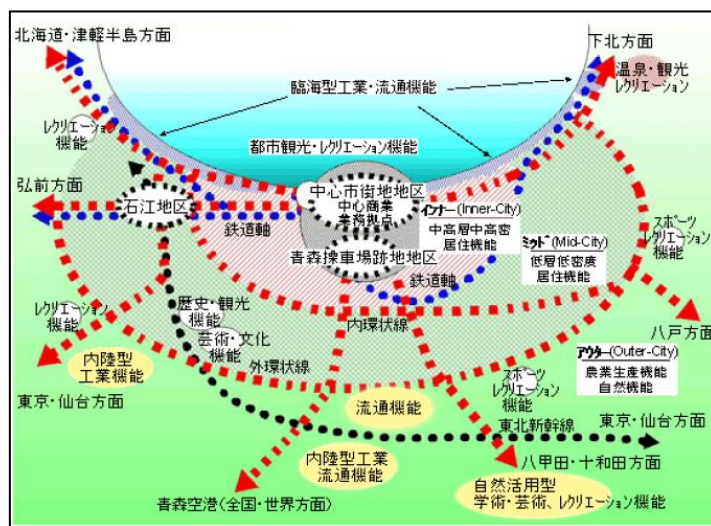 北海道・津軽半島方面
下北方面
温泉・観光
レクリエーション
臨海型工業・流通機能
レクリエーション
機能
都市観光・レクリエーション機能
弘前方面
石江地区
中心市街地地区
中心商業
業務拠点
インナー(Inner-City)
中高層中高密
居住機能
スポーツ
レクリエーション
機能
ミッド(Mid-City)
低層低密度
居住機能
鉄道軸
青森操車場跡地地区
鉄道軸
レクリエーション
機能
歴史・観光
機能
芸術・文化
機能
内環状線
八戸方面
内陸型
工業機能
外環状線
アウター(Outer-City)
農業生産機能
自然機能
スポーツ
レクリエーション
機能
東京・仙台方面
流通機能
東北新幹線
東京・仙台方面
内陸型工業
流通機能
八甲田・十和田方面
青森空港(全国・世界方面)
自然活用型
学術・芸術、レクリエーション機能